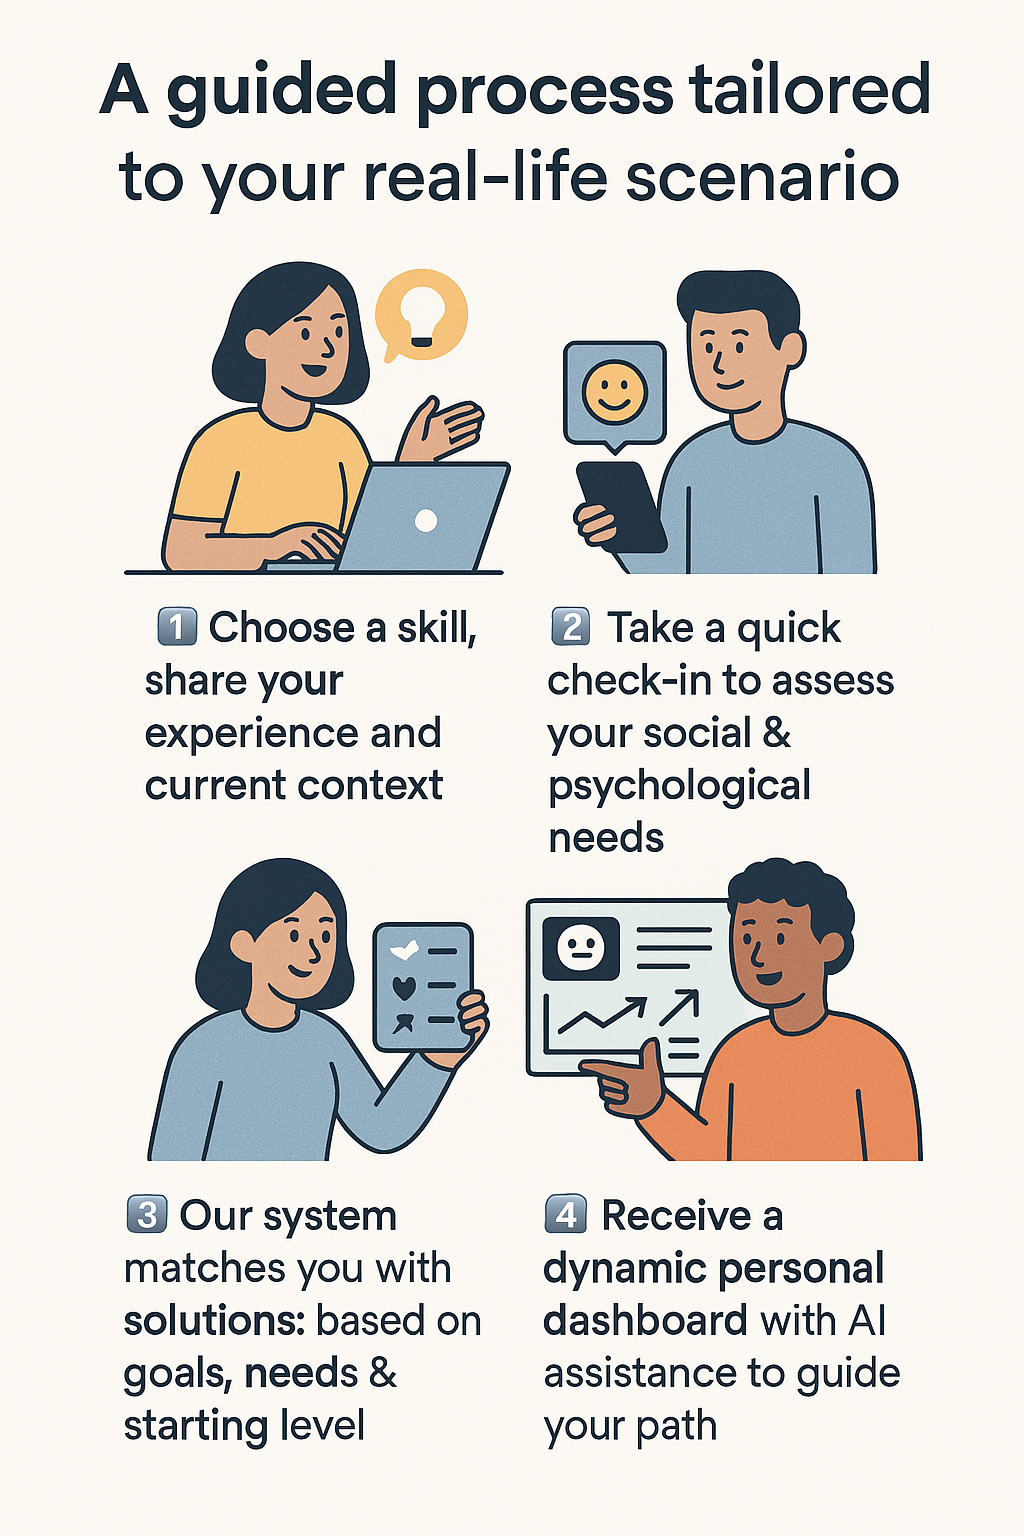 A guided process tailored
to your real-life scenario
1 Choose a skill,
share your
experience and
current context
2 Take a quick
check-in to assess
your social &
psychological
needs
3 Our system
matches you with
solutions: based on
goals, needs &
starting level
4 Receive a
dynamic personal
dashboard with AI
assistance to guide
your path